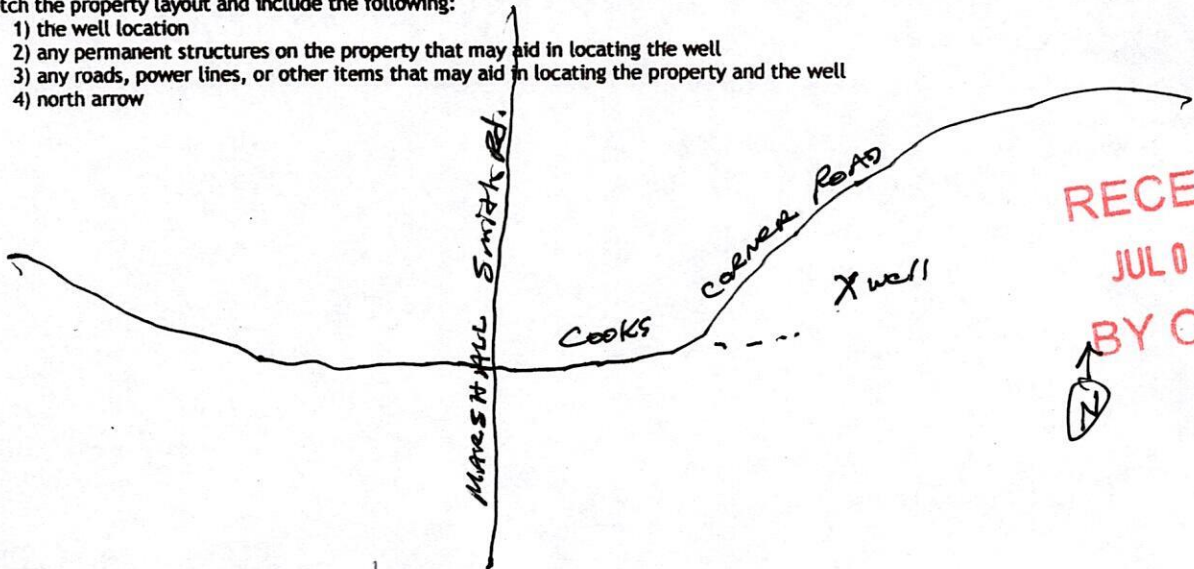 tch the property layout and include the following:
1) the well location
2) any permanent structures on the property that may aid in locating the well
3) any roads, power lines, or other items that may aid in locating the property and the well
4) north arrow
MARSHALL Smith Rd.
COOKS CORNER ROAD
X well
RECE
JUL 0
BY O
N